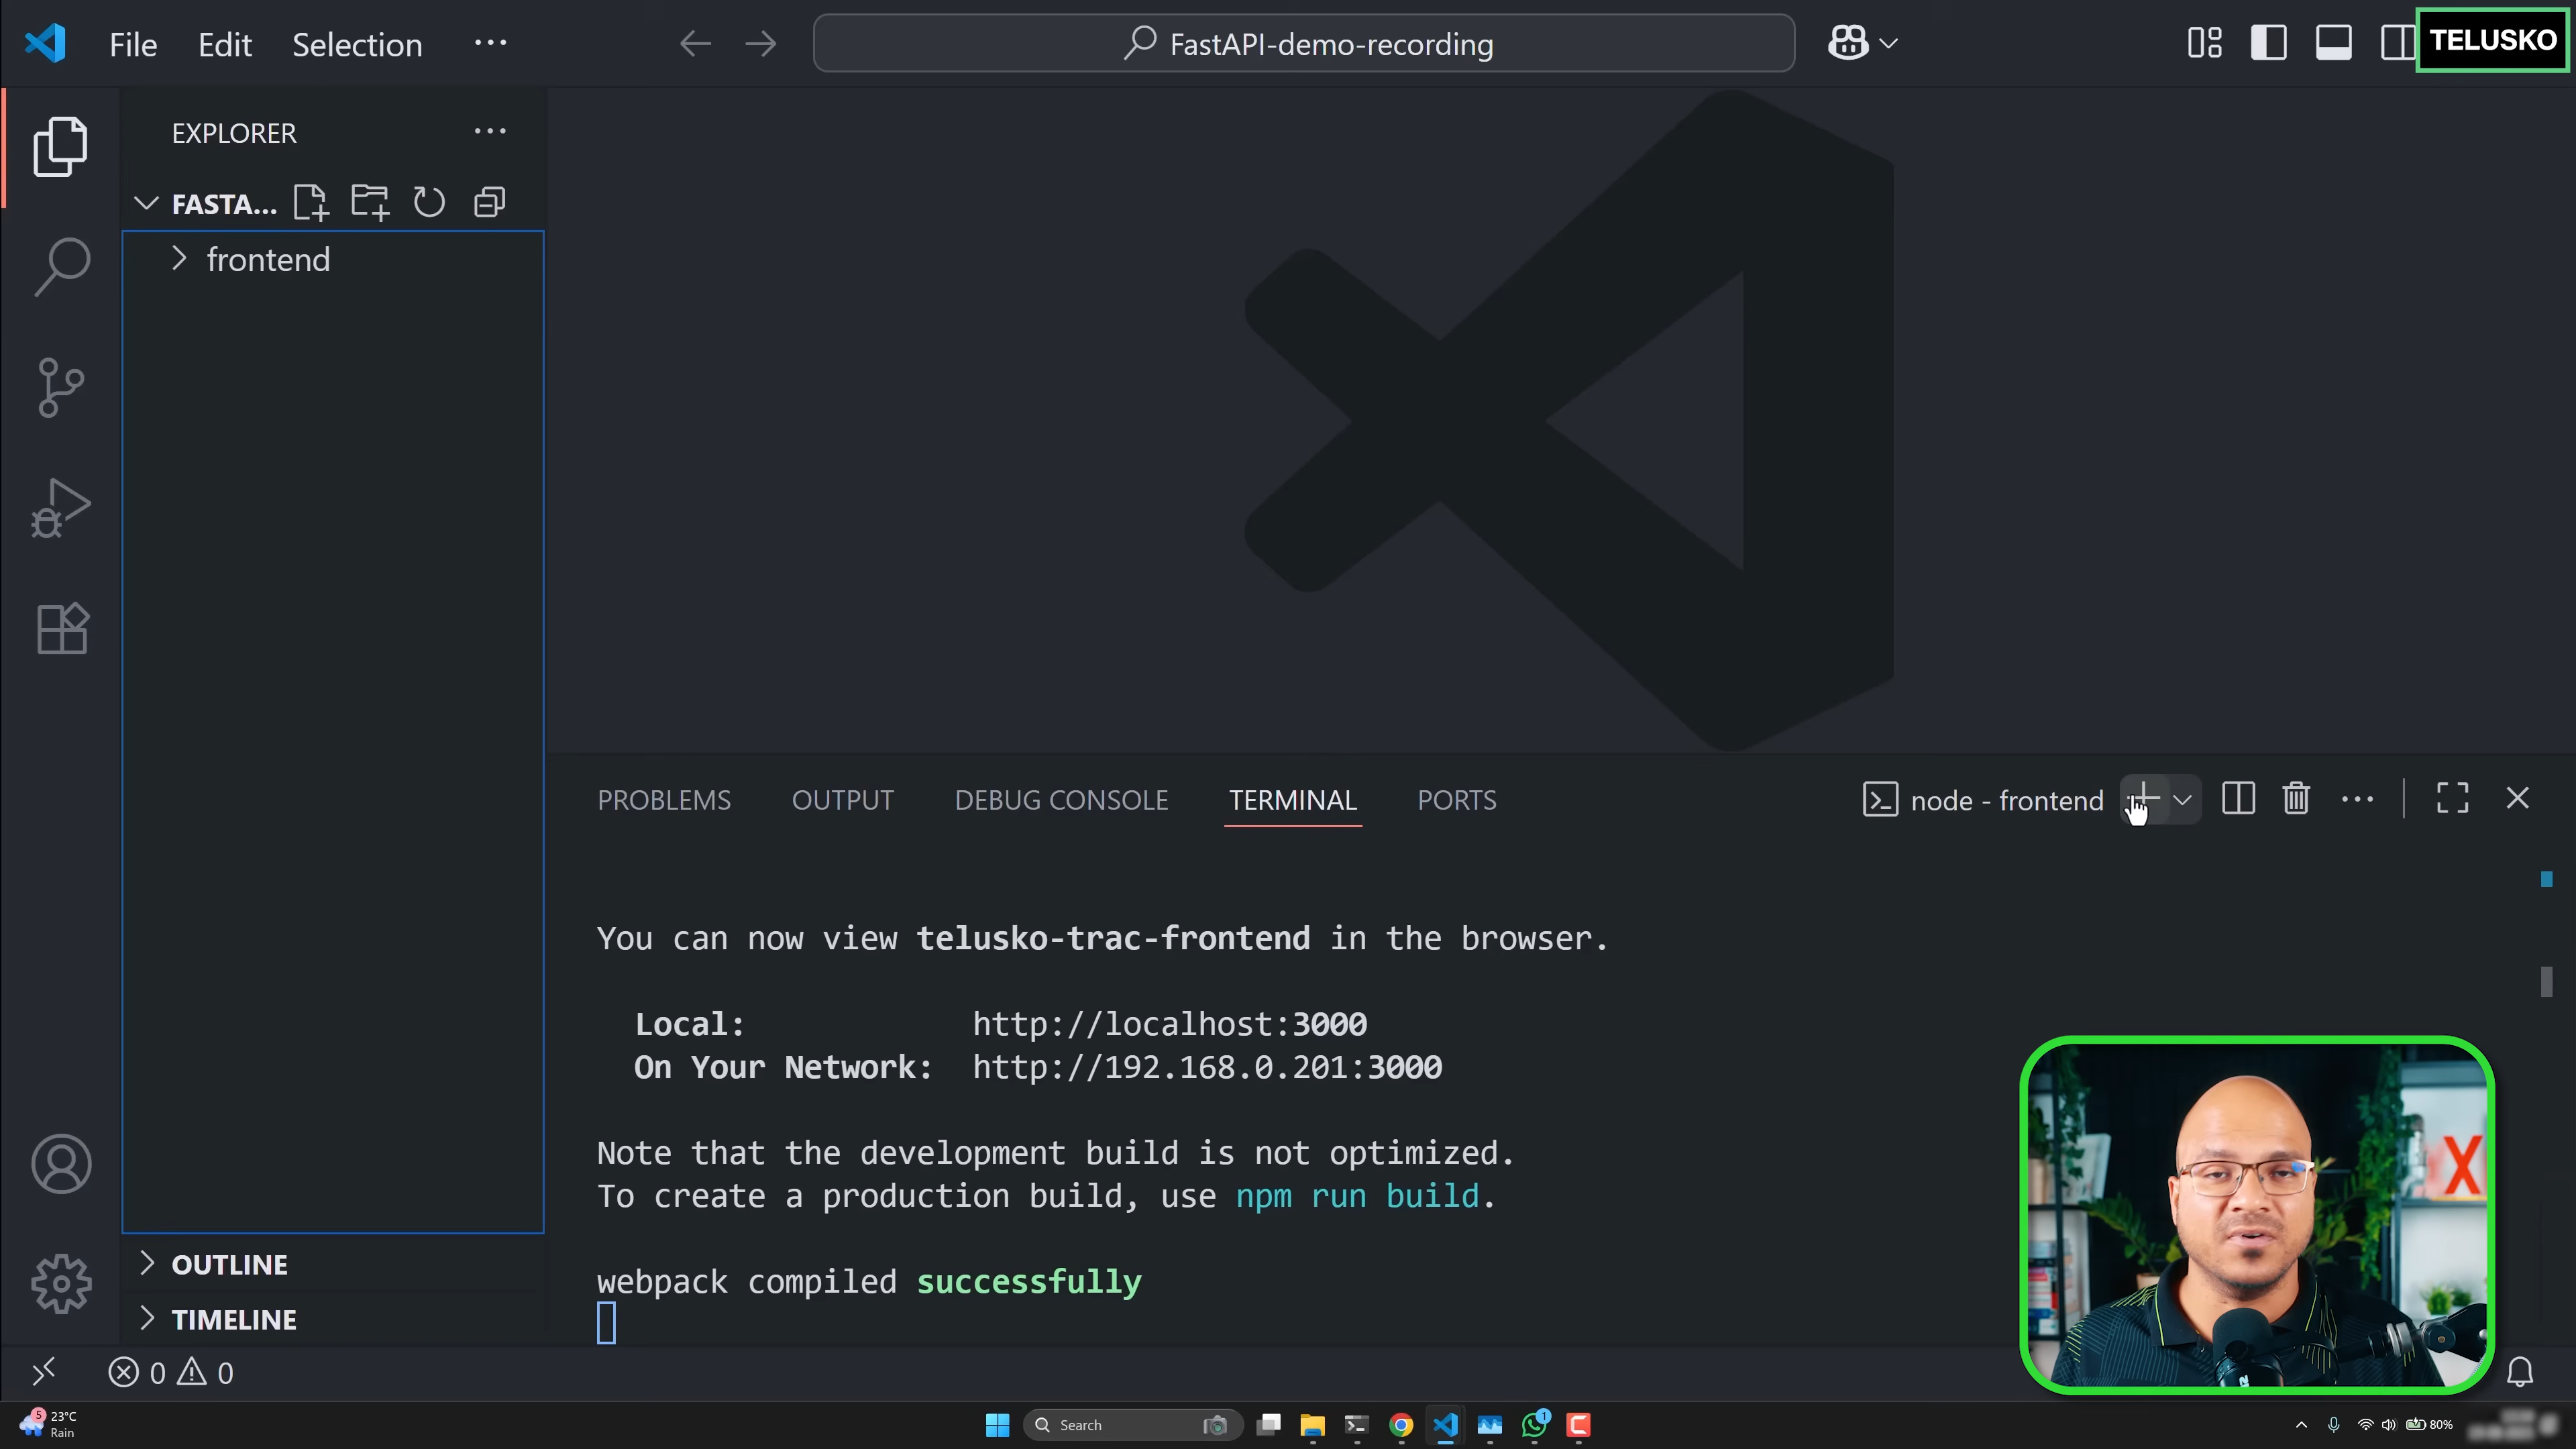 File Edit Selection ...
FastAPI-demo-recording
TELUSKO
EXPLORER
FASTA...
frontend
OUTLINE
TIMELINE
PROBLEMS OUTPUT DEBUG CONSOLE TERMINAL PORTS
node - frontend
You can now view telusko-trac-frontend in the browser.
Local: http://localhost:3000
On Your Network: http://192.168.0.201:3000
Note that the development build is not optimized.
To create a production build, use npm run build.
webpack compiled successfully
X
0 0
5
23°C
Rain
Search
1
80%